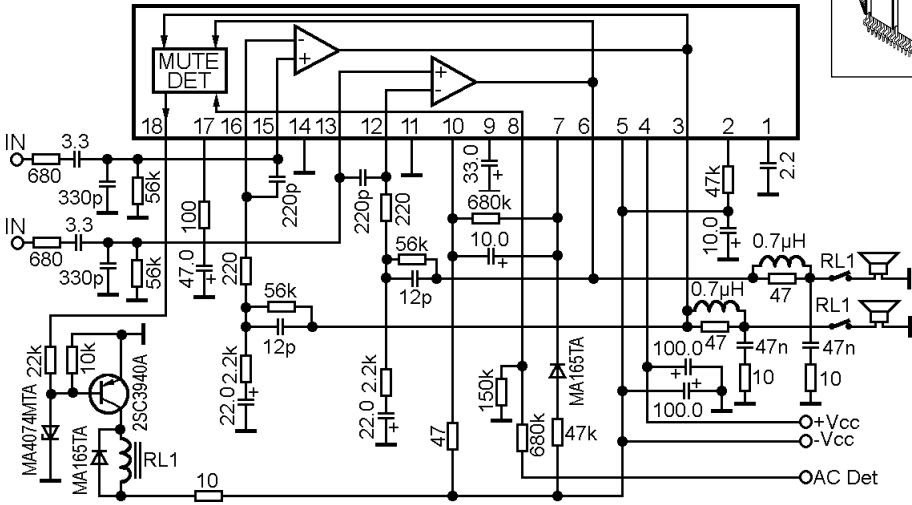 MUTE
DET
-
+
+
-
18 17 16 15 14 13 12 11 10 9 8 7 6 5 4 3 2 1
IN
3.3
680
330p
56k
IN
3.3
680
330p
56k
100
47.0
+
220p
220
56k
12p
2.2k
22.0
+
220p
220
56k
12p
2.2k
22.0
+
33.0
+
680k
10.0
+
47
150k
680k
MA165TA
47k
47k
10.0
+
2.2
0.7µH
47
RL1
0.7µH
47
RL1
47n
10
47n
10
100.0
+
+
100.0
22k
10k
2SC3940A
MA4074MTA
MA165TA
RL1
10
+Vcc
-Vcc
AC Det